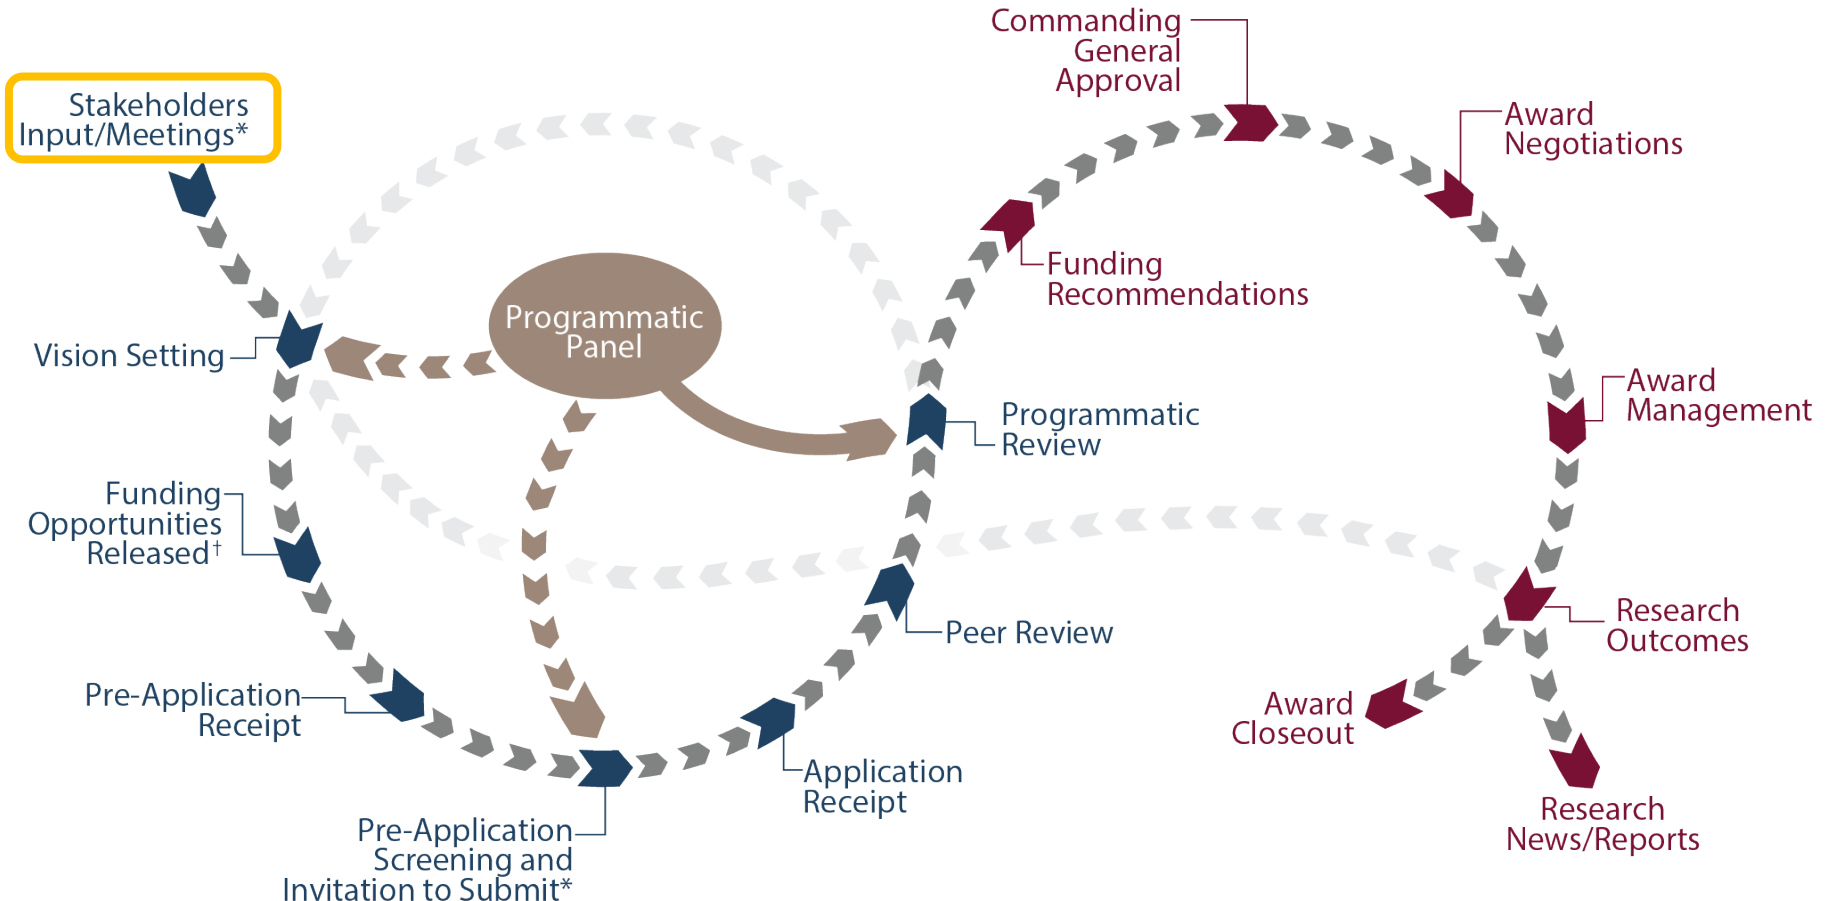 Stakeholders
Input/Meetings*
Vision Setting
Funding
Opportunities
Released†
Pre-Application
Receipt
Pre-Application
Screening and
Invitation to Submit*
Application
Receipt
Peer Review
Programmatic
Review
Programmatic
Panel
Funding
Recommendations
Commanding
General
Approval
Award
Negotiations
Award
Management
Research
Outcomes
Award
Closeout
Research
News/Reports